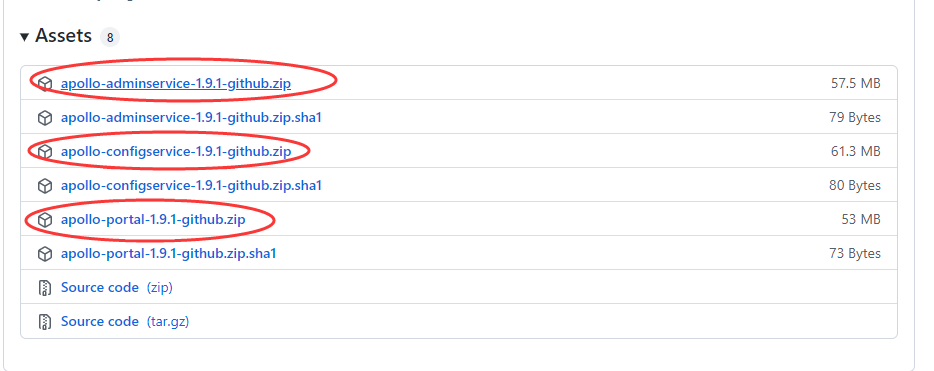 Assets 8
apollo-adminservice-1.9.1-github.zip 57.5 MB
apollo-adminservice-1.9.1-github.zip.sha1 79 Bytes
apollo-configservice-1.9.1-github.zip 61.3 MB
apollo-configservice-1.9.1-github.zip.sha1 80 Bytes
apollo-portal-1.9.1-github.zip 53 MB
apollo-portal-1.9.1-github.zip.sha1 73 Bytes
Source code (zip)
Source code (tar.gz)